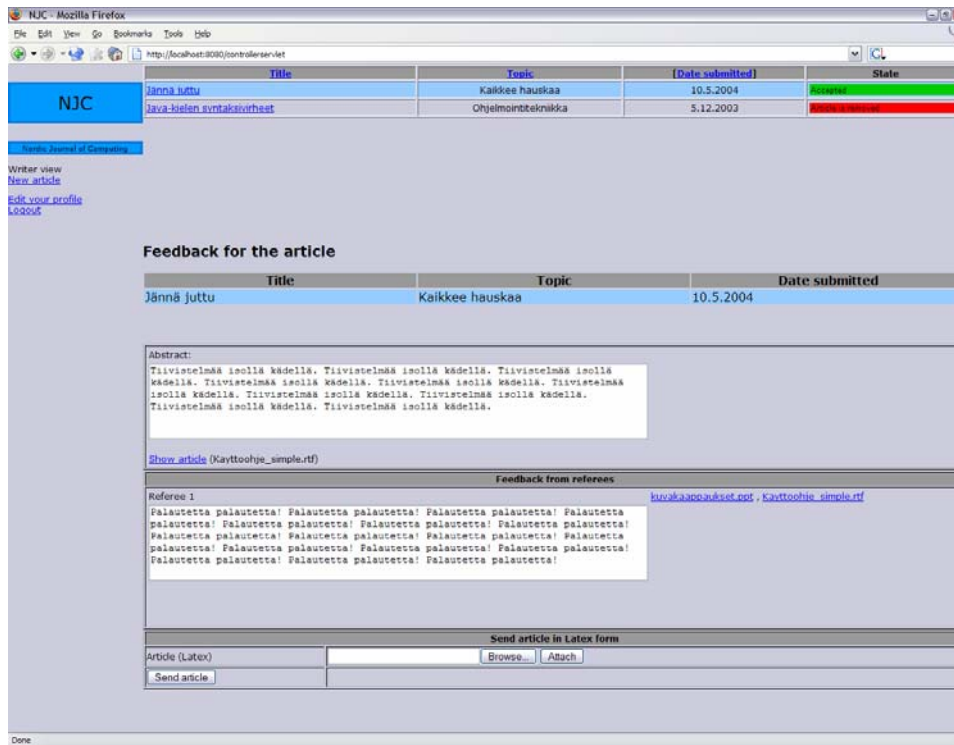 NJC - Mozilla Firefox
File Edit View Go Bookmarks Tools Help
http://localhost:8080/controllerservlet
Title Topic [Date submitted] State
Jännä juttu Kaikkee hauskaa 10.5.2004 Accepted
Java-kielen syntaksivirheet Ohjelmointitekniikka 5.12.2003 Article is removed
NJC
Nordic Journal of Computing
Writer view
New article
Edit your profile
Logout
Feedback for the article
Title Topic Date submitted
Jännä juttu Kaikkee hauskaa 10.5.2004
Abstract:
Tiivistelmää isollä kädellä. Tiivistelmää isollä kädellä. Tiivistelmää isollä
kädellä. Tiivistelmää isollä kädellä. Tiivistelmää isollä kädellä. Tiivistelmää
isollä kädellä. Tiivistelmää isollä kädellä. Tiivistelmää isollä kädellä.
Tiivistelmää isollä kädellä. Tiivistelmää isollä kädellä.
Show article (Kayttoohje_simple.rtf)
Feedback from referees
Referee 1 kuvakaappaukset.ppt , Kayttoohje_simple.rtf
Palautetta palautetta! Palautetta palautetta! Palautetta palautetta! Palautetta
palautetta! Palautetta palautetta! Palautetta palautetta! Palautetta palautetta!
Palautetta palautetta! Palautetta palautetta! Palautetta palautetta! Palautetta
palautetta! Palautetta palautetta! Palautetta palautetta! Palautetta palautetta!
Palautetta palautetta! Palautetta palautetta! Palautetta palautetta!
Send article in Latex form
Article (Latex) Browse... Attach
Send article
Done